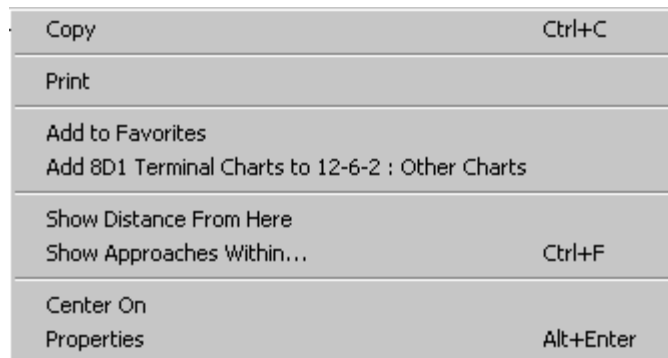 Copy Ctrl+C
Print
Add to Favorites
Add 8D1 Terminal Charts to 12-6-2 : Other Charts
Show Distance From Here
Show Approaches Within... Ctrl+F
Center On
Properties Alt+Enter